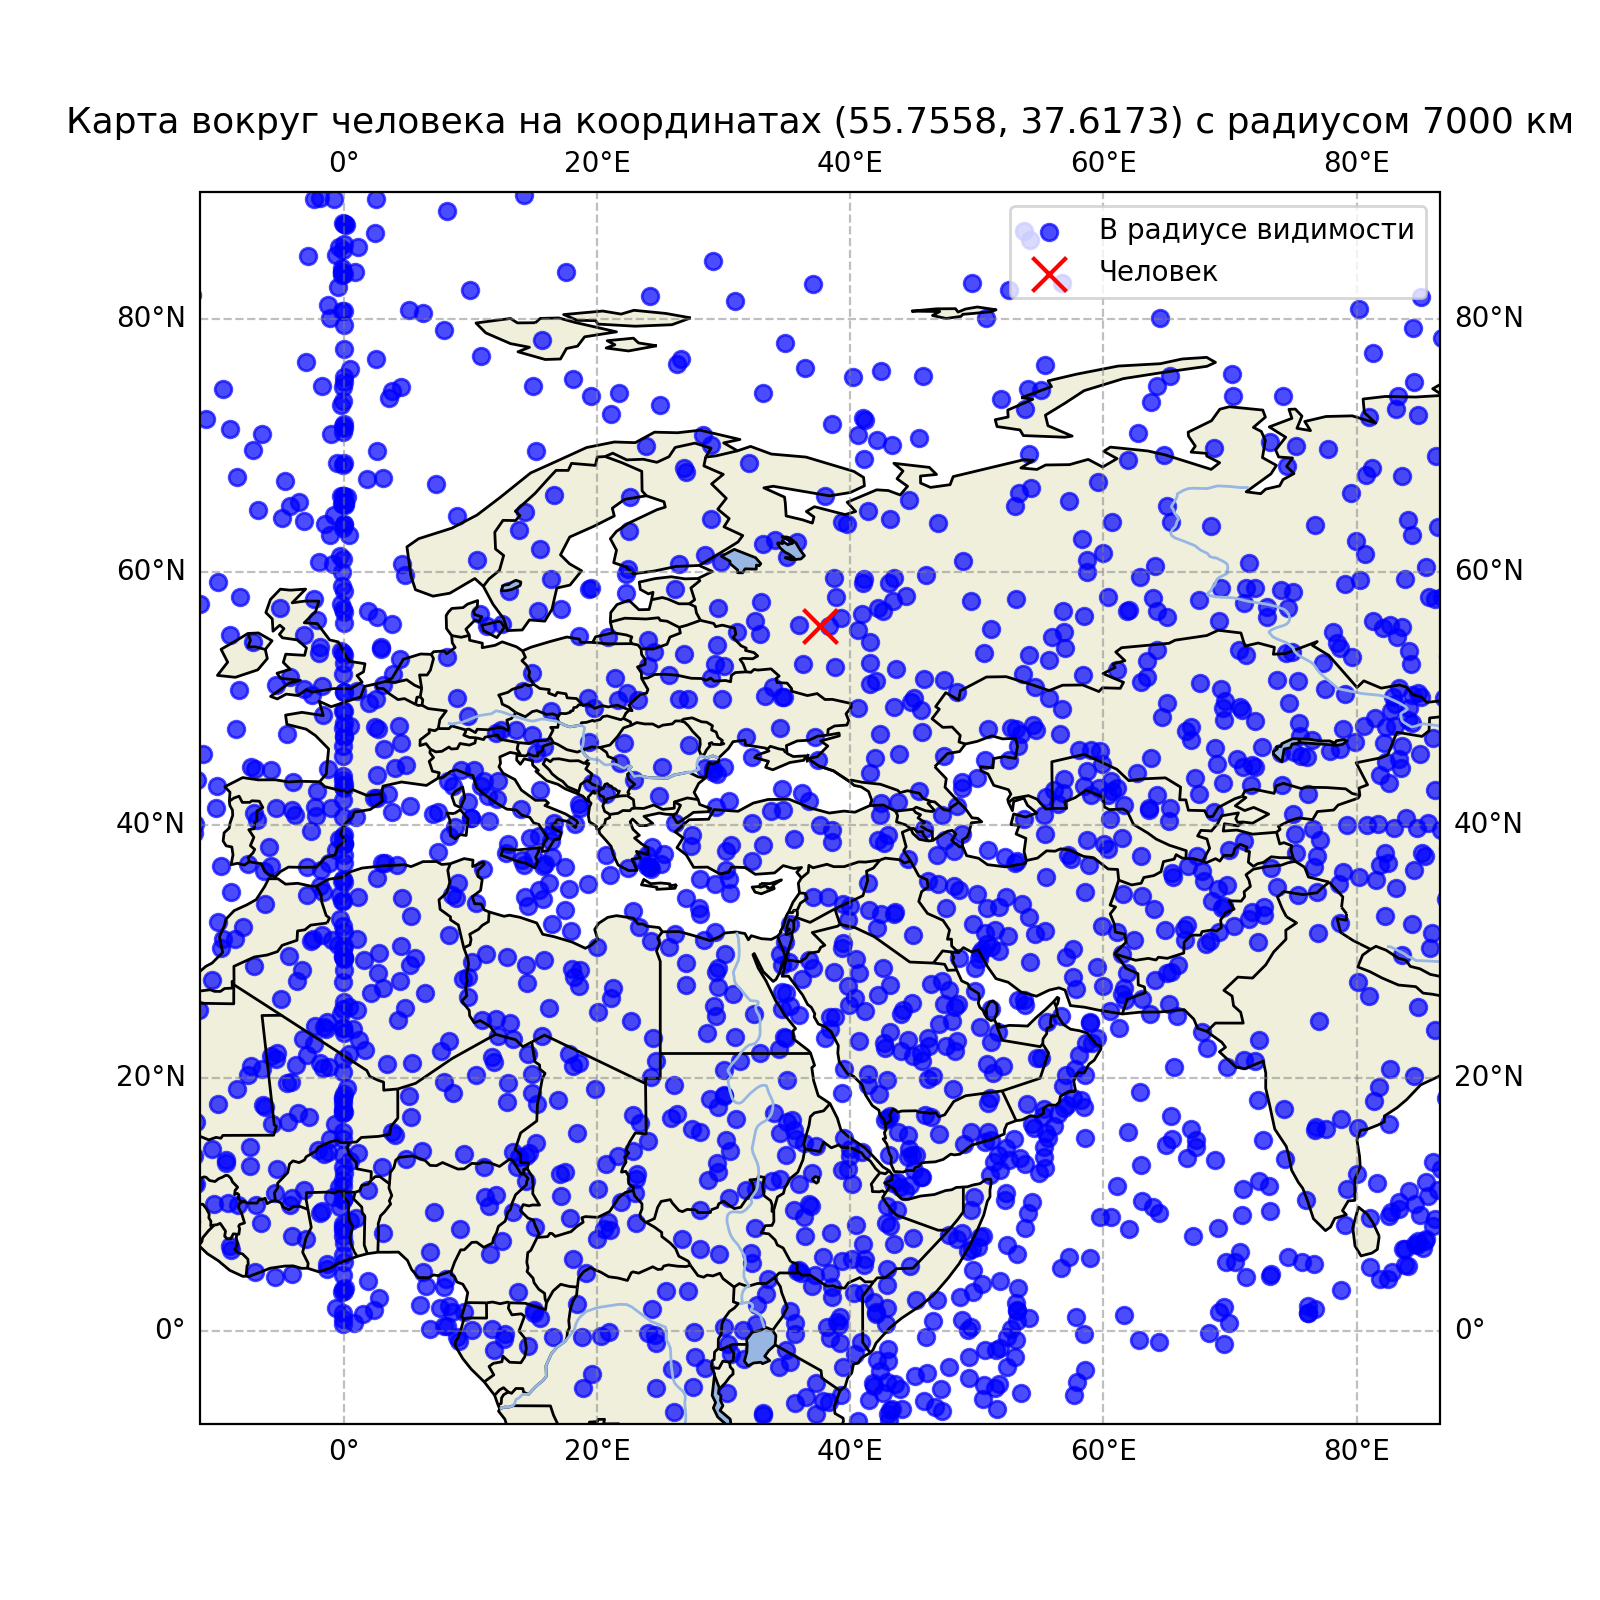 Карта вокруг человека на координатах (55.7558, 37.6173) с радиусом 7000 км
0° 20°E 40°E 60°E 80°E
В радиусе видимости
Человек
80°N 80°N
60°N 60°N
40°N 40°N
20°N 20°N
0° 0°
0° 20°E 40°E 60°E 80°E